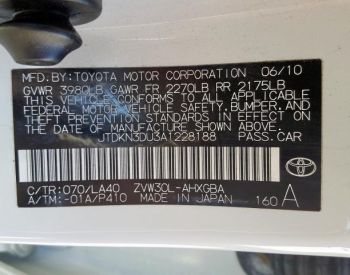 MFD.BY:TOYOTA MOTOR CORPORATION 06/10
GVWR 3980LB GAWR FR 2270LB RR 2175LB
THIS VEHICLE CONFORMS TO ALL APPLICABLE
FEDERAL MOTOR VEHICLE SAFETY, BUMPER, AND
THEFT PREVENTION STANDARDS IN EFFECT ON
THE DATE OF MANUFACTURE SHOWN ABOVE.
JTDKN3DU3A1228188 PASS.CAR
C/TR:070/LA40 ZVW30L-AHXGBA
A/TM:-01A/P410 MADE IN JAPAN 160 A
TOYOTA